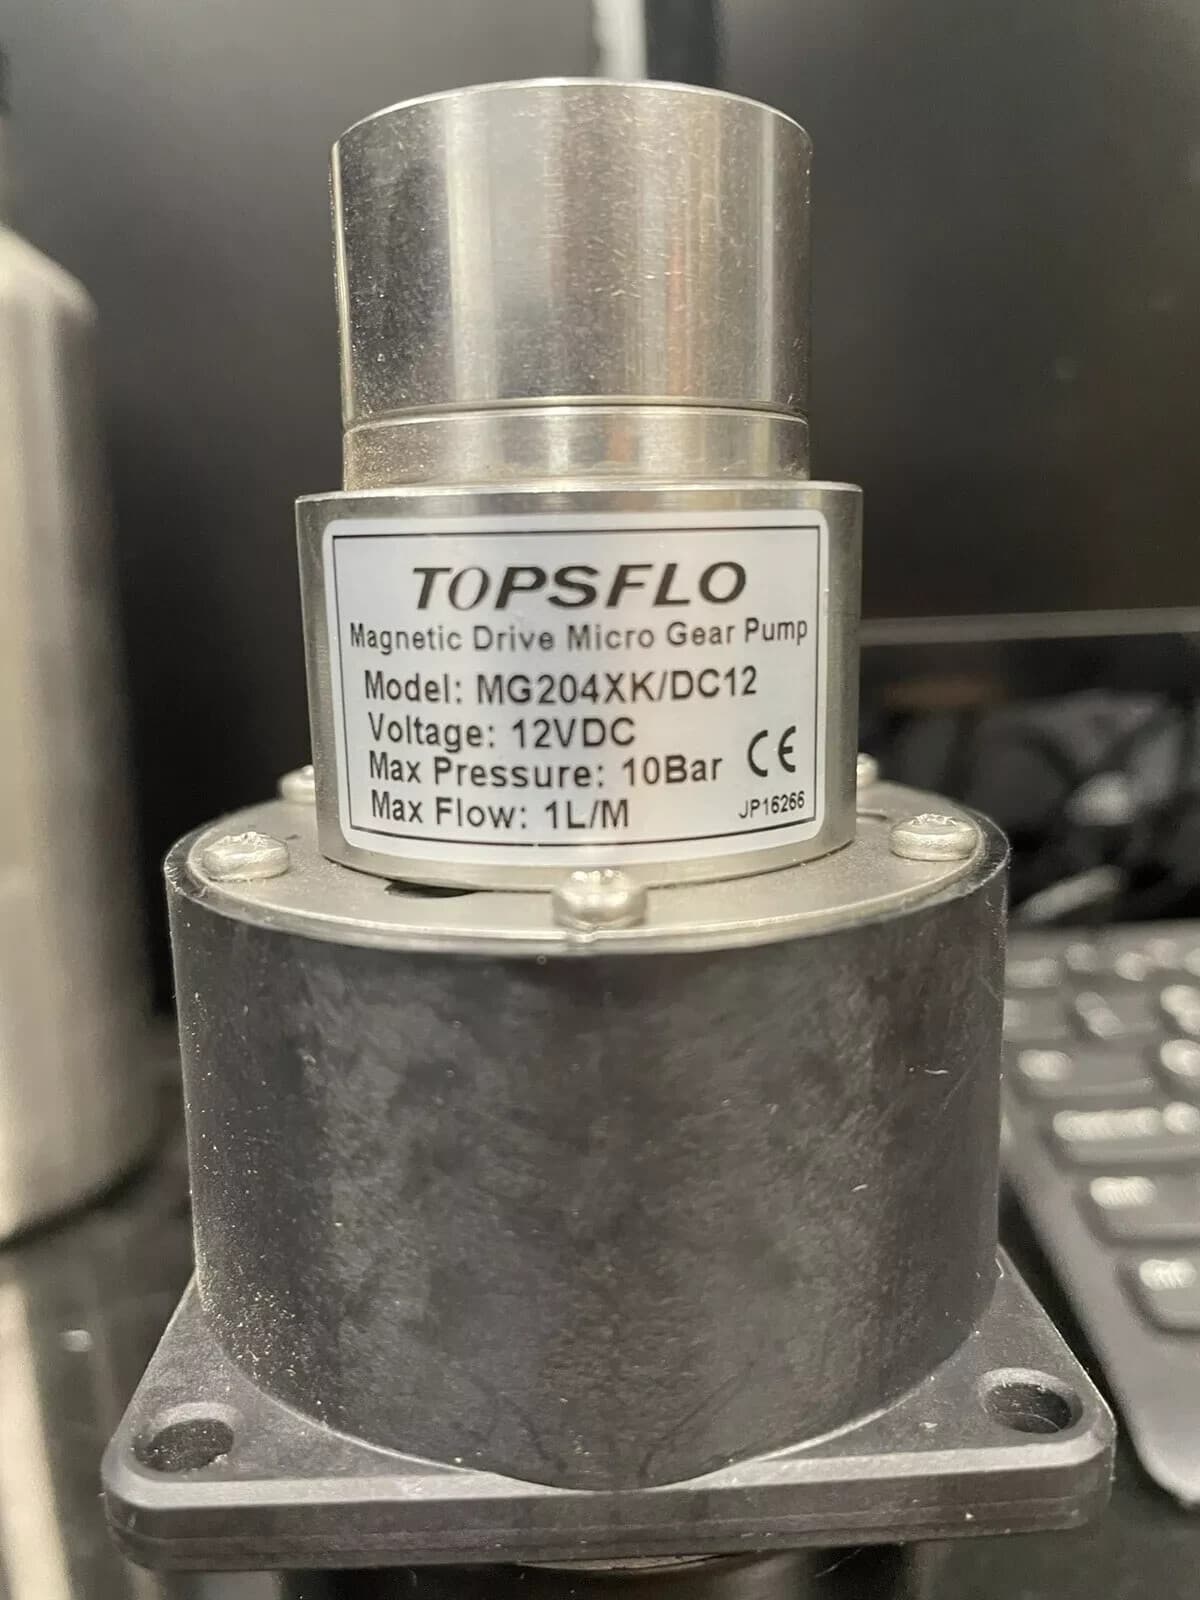 TOPSFLO
Magnetic Drive Micro Gear Pump
Model: MG204XK/DC12
Voltage: 12VDC
Max Pressure: 10Bar CE
Max Flow: 1L/M JP16266